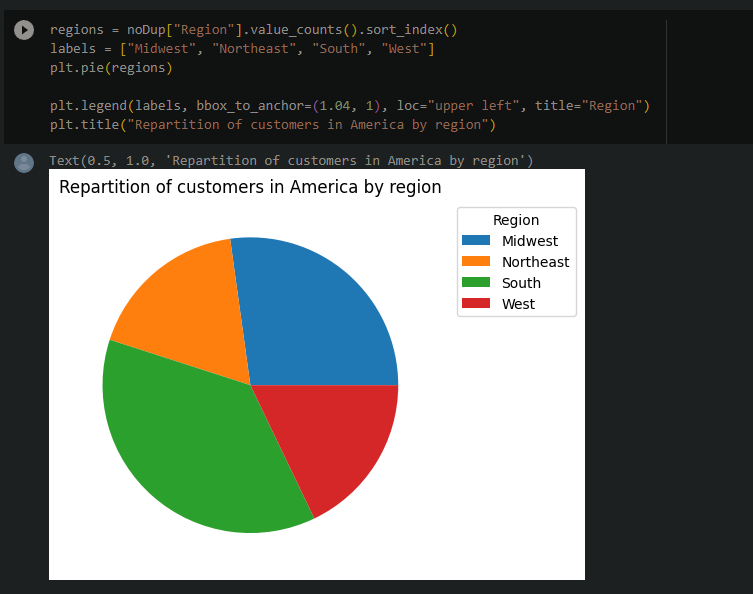 regions = noDup["Region"].value_counts().sort_index()
labels = ["Midwest", "Northeast", "South", "West"]
plt.pie(regions)
plt.legend(labels, bbox_to_anchor=(1.04, 1), loc="upper left", title="Region")
plt.title("Repartition of customers in America by region")
Text(0.5, 1.0, 'Repartition of customers in America by region')
Repartition of customers in America by region
Region
Midwest
Northeast
South
West